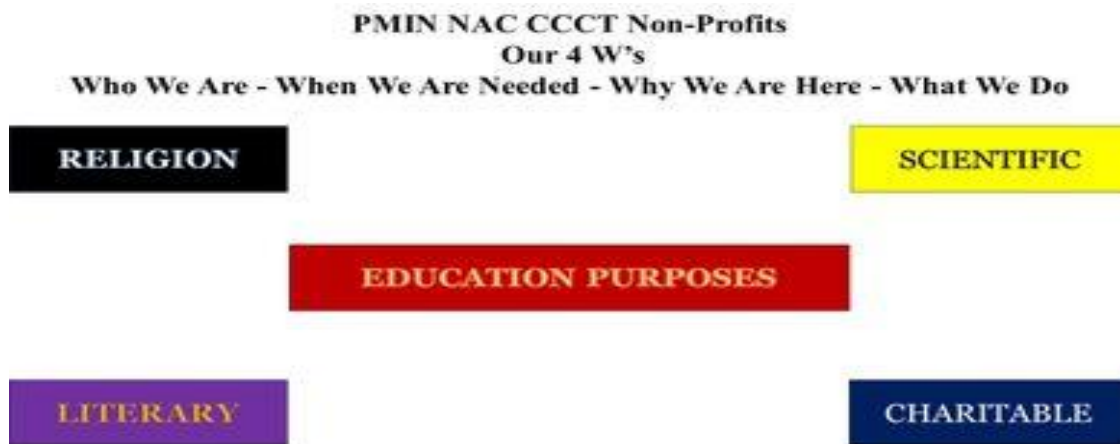 PMIN NAC CCCT Non-Profits
Our 4 W's
Who We Are - When We Are Needed - Why We Are Here - What We Do
RELIGION
SCIENTIFIC
EDUCATION PURPOSES
LITERARY
CHARITABLE